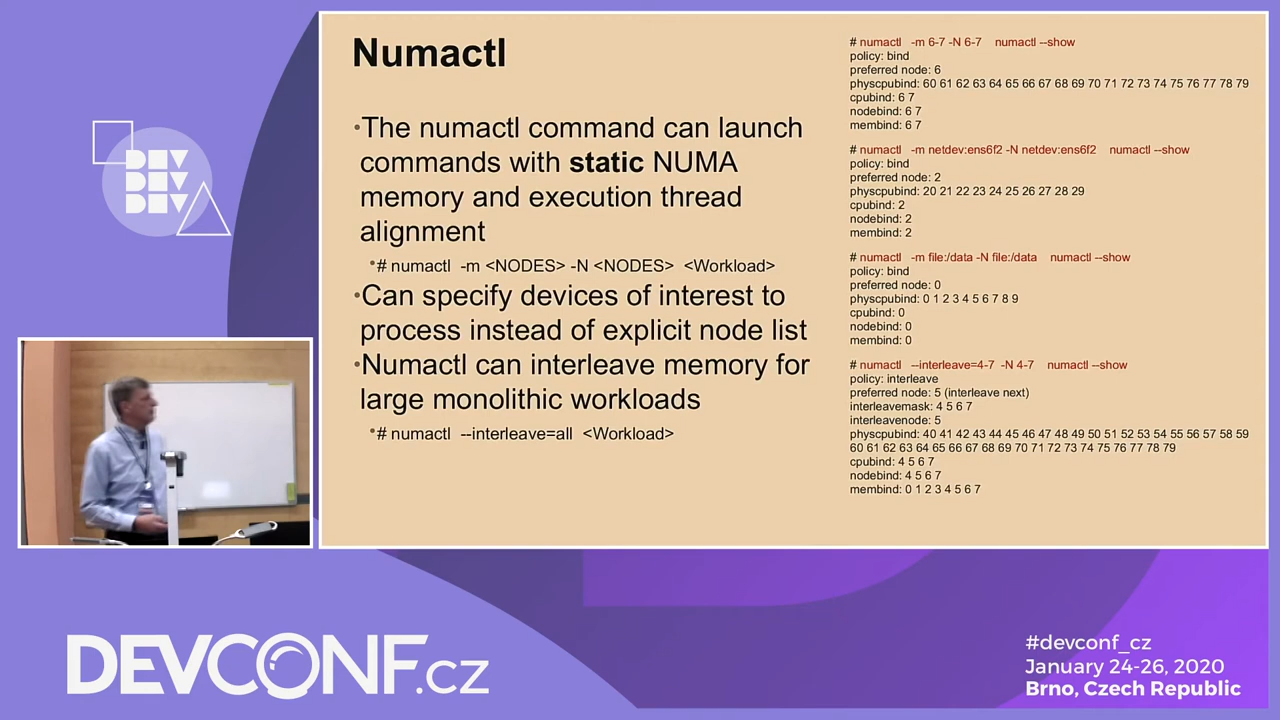 Numactl
•The numactl command can launch
commands with static NUMA
memory and execution thread
alignment
•# numactl -m <NODES> -N <NODES> <Workload>
•Can specify devices of interest to
process instead of explicit node list
•Numactl can interleave memory for
large monolithic workloads
•# numactl --interleave=all <Workload>
# numactl -m 6-7 -N 6-7 numactl --show
policy: bind
preferred node: 6
physcpubind: 60 61 62 63 64 65 66 67 68 69 70 71 72 73 74 75 76 77 78 79
cpubind: 6 7
nodebind: 6 7
membind: 6 7
# numactl -m netdev:ens6f2 -N netdev:ens6f2 numactl --show
policy: bind
preferred node: 2
physcpubind: 20 21 22 23 24 25 26 27 28 29
cpubind: 2
nodebind: 2
membind: 2
# numactl -m file:/data -N file:/data numactl --show
policy: bind
preferred node: 0
physcpubind: 0 1 2 3 4 5 6 7 8 9
cpubind: 0
nodebind: 0
membind: 0
# numactl --interleave=4-7 -N 4-7 numactl --show
policy: interleave
preferred node: 5 (interleave next)
interleavemask: 4 5 6 7
interleavenode: 5
physcpubind: 40 41 42 43 44 45 46 47 48 49 50 51 52 53 54 55 56 57 58 59
60 61 62 63 64 65 66 67 68 69 70 71 72 73 74 75 76 77 78 79
cpubind: 4 5 6 7
nodebind: 4 5 6 7
membind: 0 1 2 3 4 5 6 7
DEV
DEV
DEV
DEVCONF.cz
#devconf_cz
January 24-26, 2020
Brno, Czech Republic